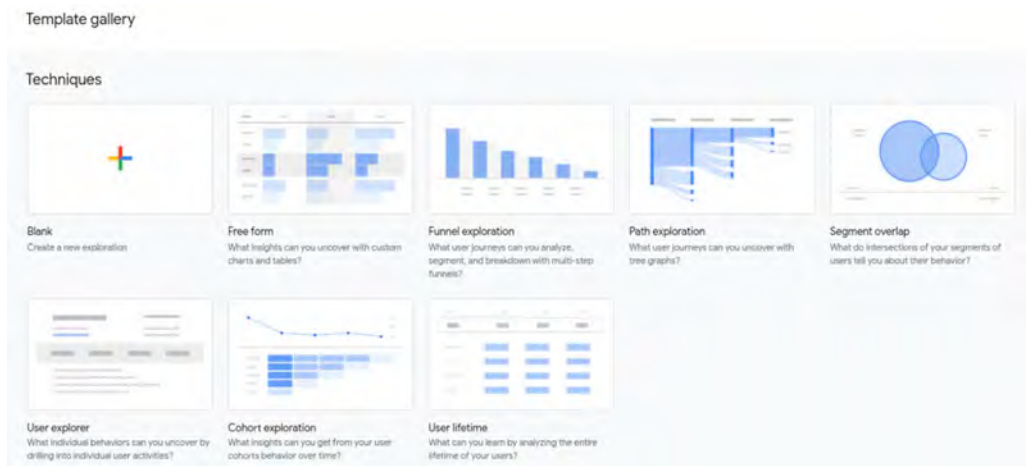 Template gallery
Techniques
Blank
Create a new exploration
Free form
What insights can you uncover with custom
charts and tables?
Funnel exploration
What user journeys can you analyze,
segment, and breakdown with multi-step
funnels?
Path exploration
What user journeys can you uncover with
tree graphs?
Segment overlap
What do intersections of your segments of
users tell you about their behavior?
User explorer
What individual behaviors can you uncover by
drilling into individual user activities?
Cohort exploration
What insights can you get from your user
cohorts behavior over time?
User lifetime
What can you learn by analyzing the entire
lifetime of your users?